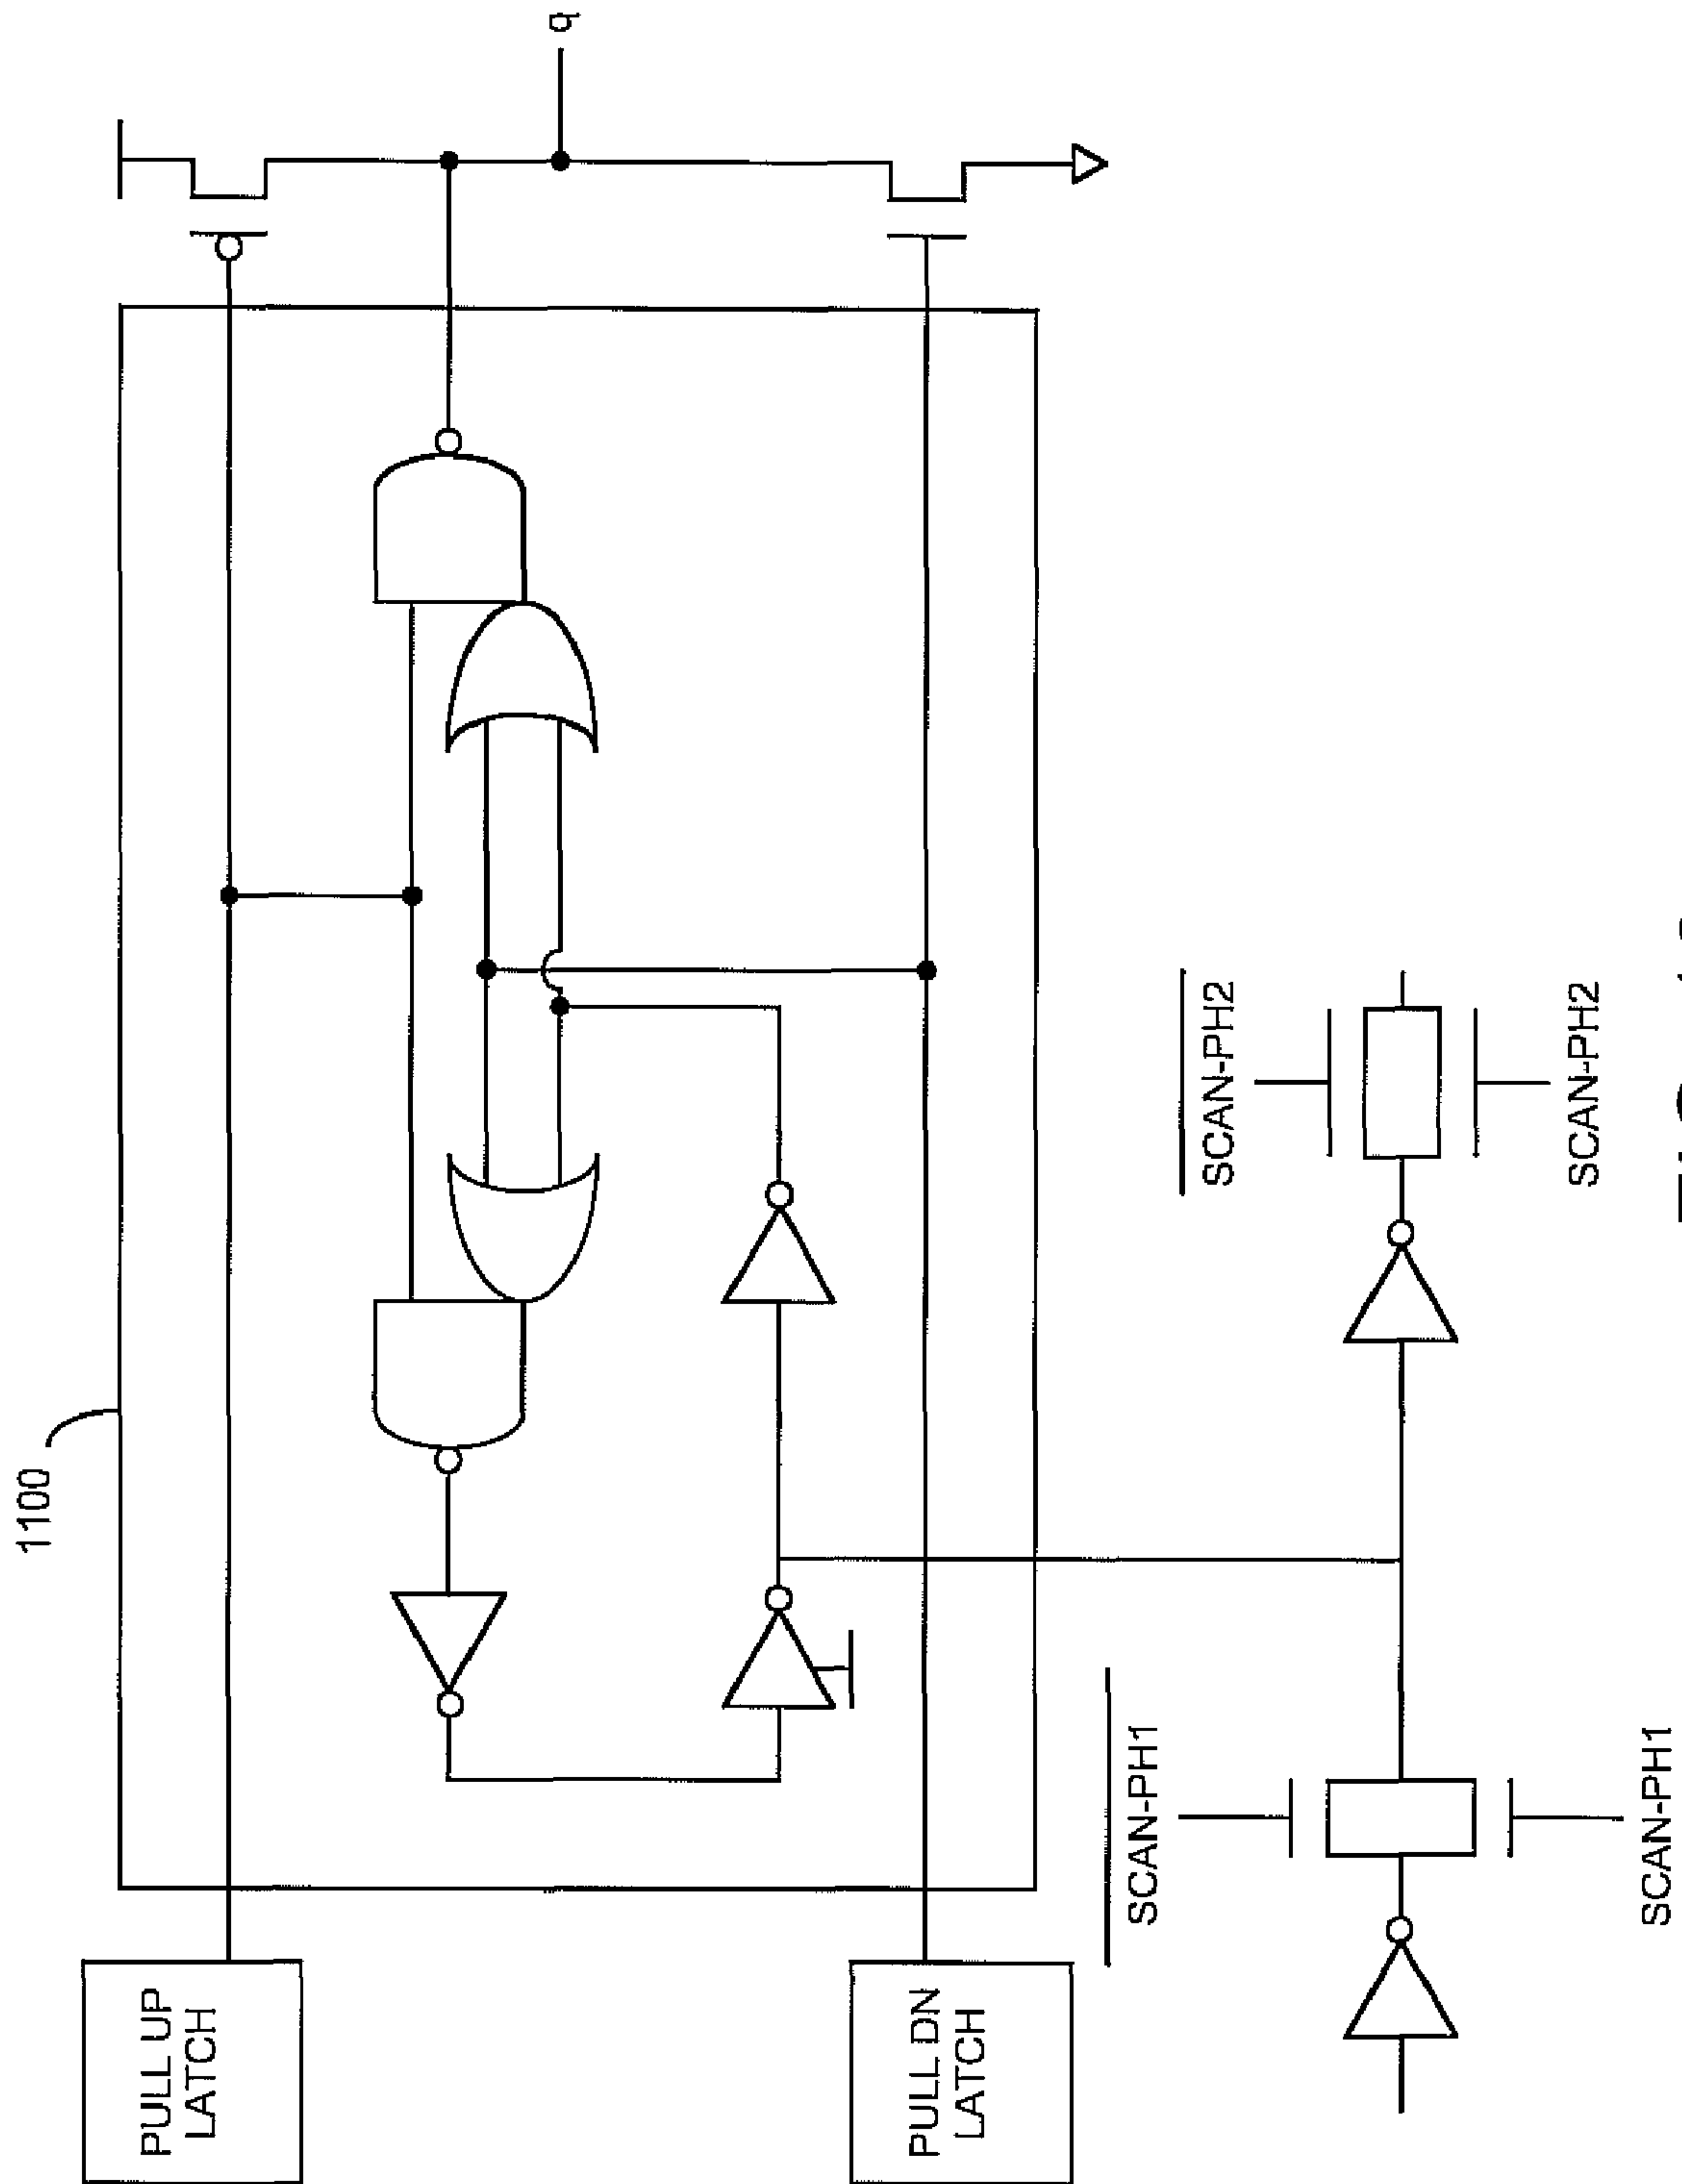 1100
PULL UP
LATCH
q
PULL DN
LATCH
SCAN-PH1
SCAN-PH2
SCAN-PH1
SCAN-PH2